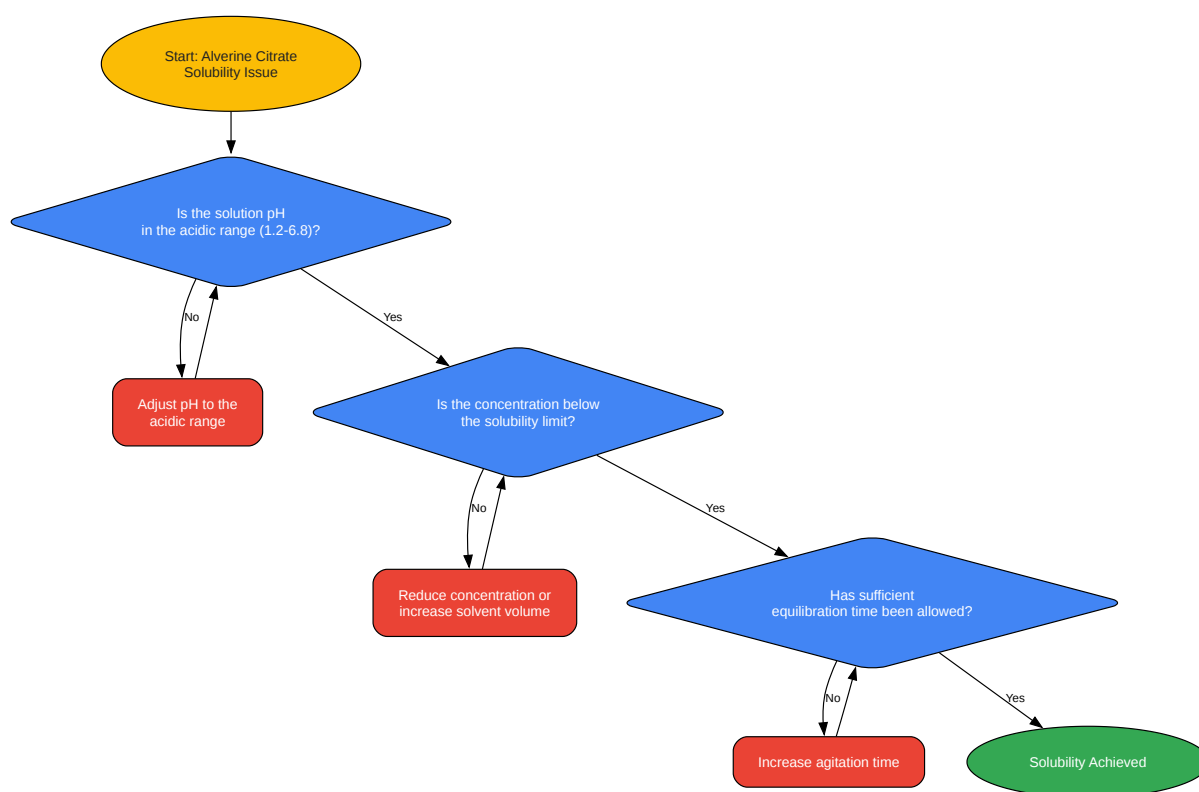 Start: Alverine Citrate
Solubility Issue
Is the solution pH
in the acidic range (1.2-6.8)?
No
Yes
Adjust pH to the
acidic range
Is the concentration below
the solubility limit?
No
Yes
Reduce concentration or
increase solvent volume
Has sufficient
equilibration time been allowed?
No
Yes
Increase agitation time
Solubility Achieved